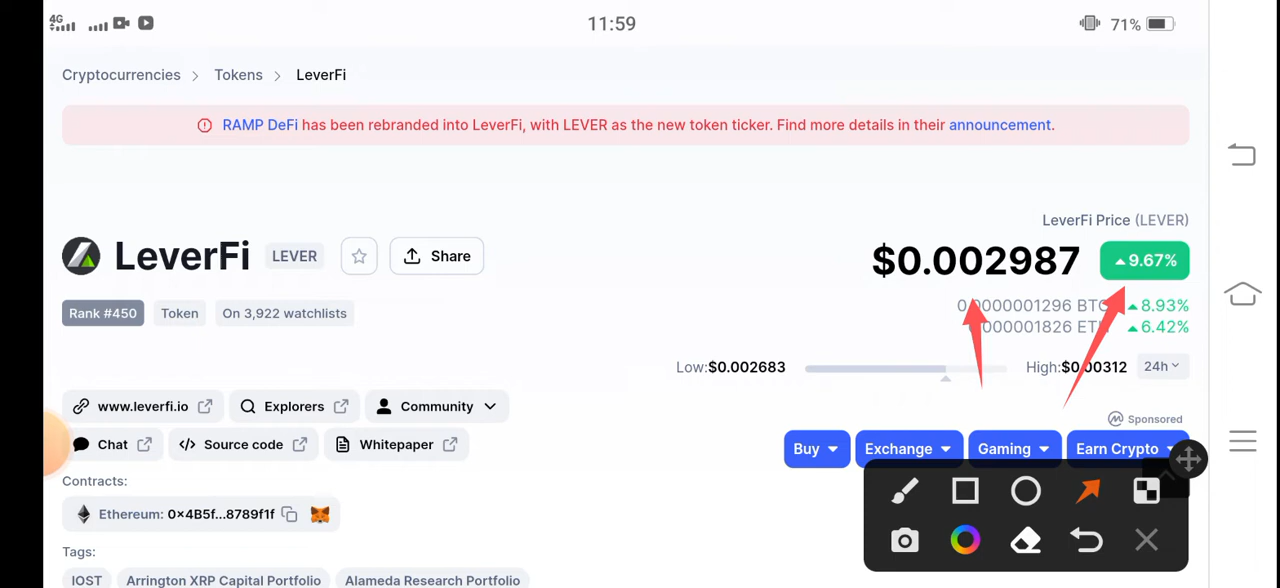 4G
11:59
71%
Cryptocurrencies > Tokens > LeverFi
RAMP DeFi has been rebranded into LeverFi, with LEVER as the new token ticker. Find more details in their announcement.
LeverFi Price (LEVER)
LeverFi LEVER Share
$0.002987 9.67%
Rank #450 Token On 3,922 watchlists
0.0000001296 BTC 8.93%
6.42%
Low:$0.002683 High:$0.00312 24h
www.leverfi.io Explorers Community
Sponsored
Chat Source code Whitepaper
Buy Exchange Gaming Earn Crypto
Contracts:
Ethereum: 0X4B5f...8789f1f
Tags:
IOST Arrington XRP Capital Portfolio Alameda Research Portfolio